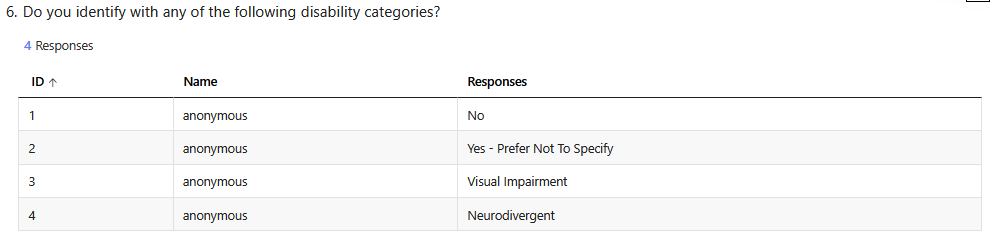 6. Do you identify with any of the following disability categories?
4 Responses
ID ↑ Name Responses
1 anonymous No
2 anonymous Yes - Prefer Not To Specify
3 anonymous Visual Impairment
4 anonymous Neurodivergent